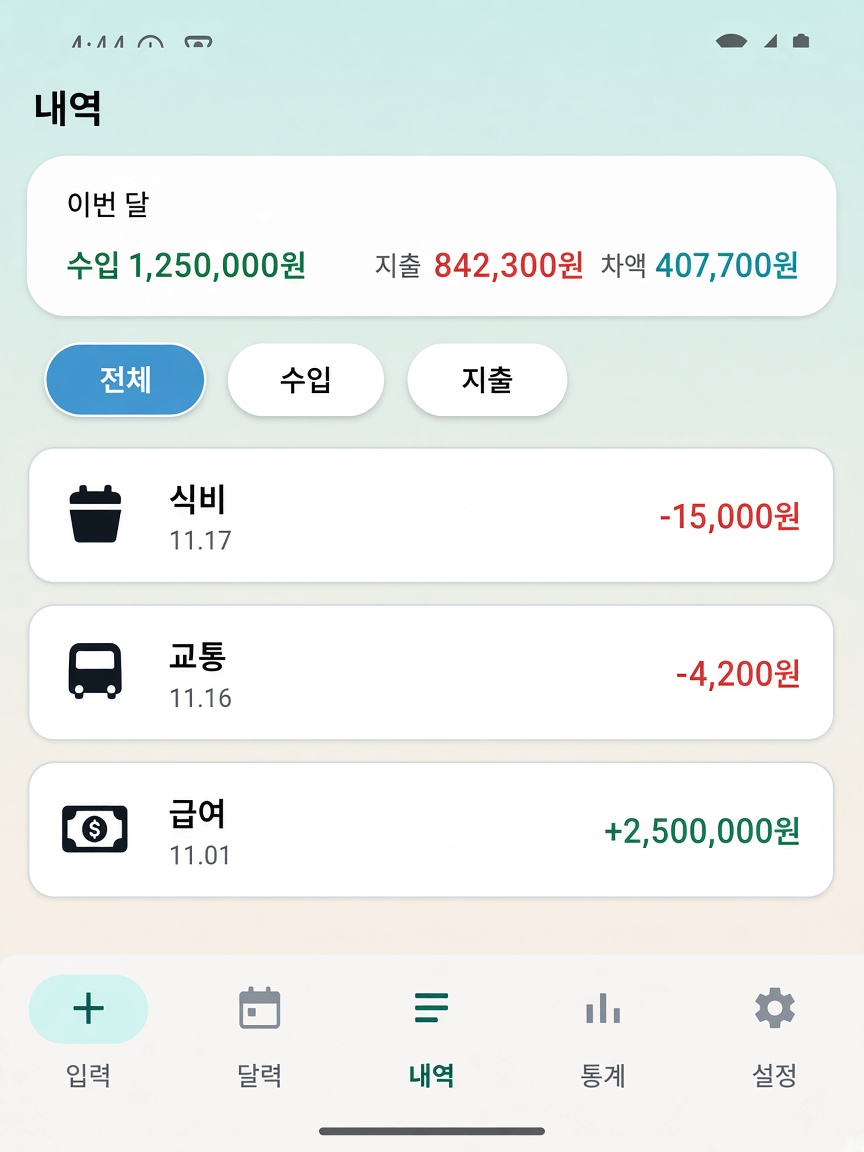 내역
이번 달
수입 1,250,000원 지출 842,300원 차액 407,700원
전체 수입 지출
식비
11.17
-15,000원
교통
11.16
-4,200원
급여
11.01
+2,500,000원
입력 달력 내역 통계 설정